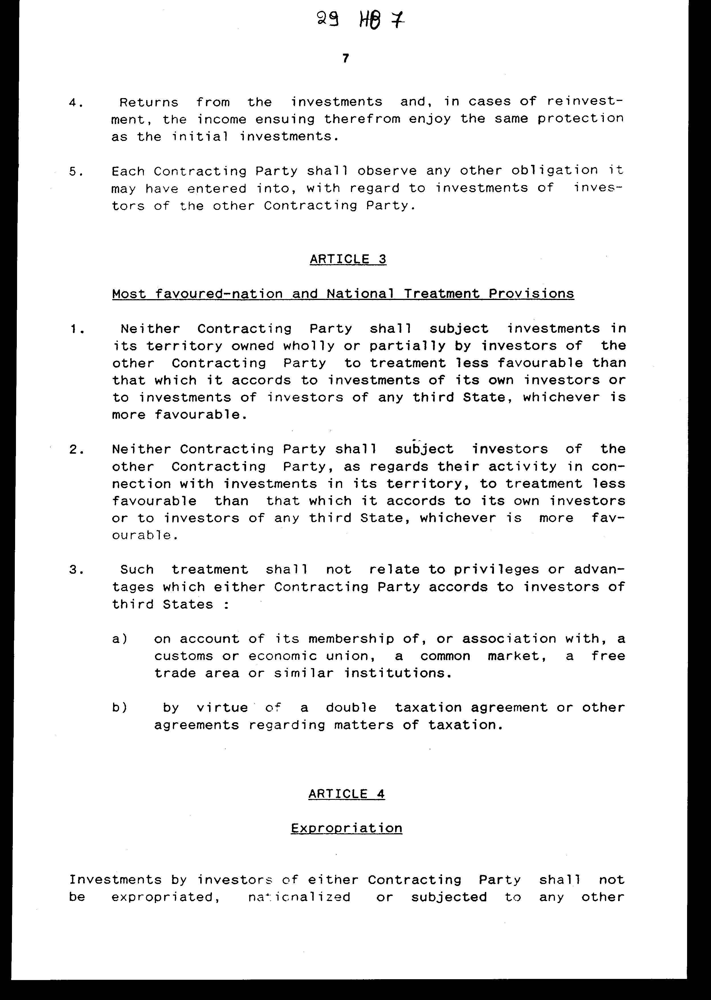 29 HB 7
7
4. Returns from the investments and, in cases of reinvest-
ment, the income ensuing therefrom enjoy the same protection
as the initial investments.
5. Each Contracting Party shall observe any other obligation it
may have entered into, with regard to investments of inves-
tors of the other Contracting Party.
ARTICLE 3
Most favoured-nation and National Treatment Provisions
1. Neither Contracting Party shall subject investments in
its territory owned wholly or partially by investors of the
other Contracting Party to treatment less favourable than
that which it accords to investments of its own investors or
to investments of investors of any third State, whichever is
more favourable.
2. Neither Contracting Party shall subject investors of the
other Contracting Party, as regards their activity in con-
nection with investments in its territory, to treatment less
favourable than that which it accords to its own investors
or to investors of any third State, whichever is more fav-
ourable.
3. Such treatment shall not relate to privileges or advan-
tages which either Contracting Party accords to investors of
third States :
a) on account of its membership of, or association with, a
customs or economic union, a common market, a free
trade area or similar institutions.
b) by virtue of a double taxation agreement or other
agreements regarding matters of taxation.
ARTICLE 4
Expropriation
Investments by investors of either Contracting Party shall not
be expropriated, nationalized or subjected to any other